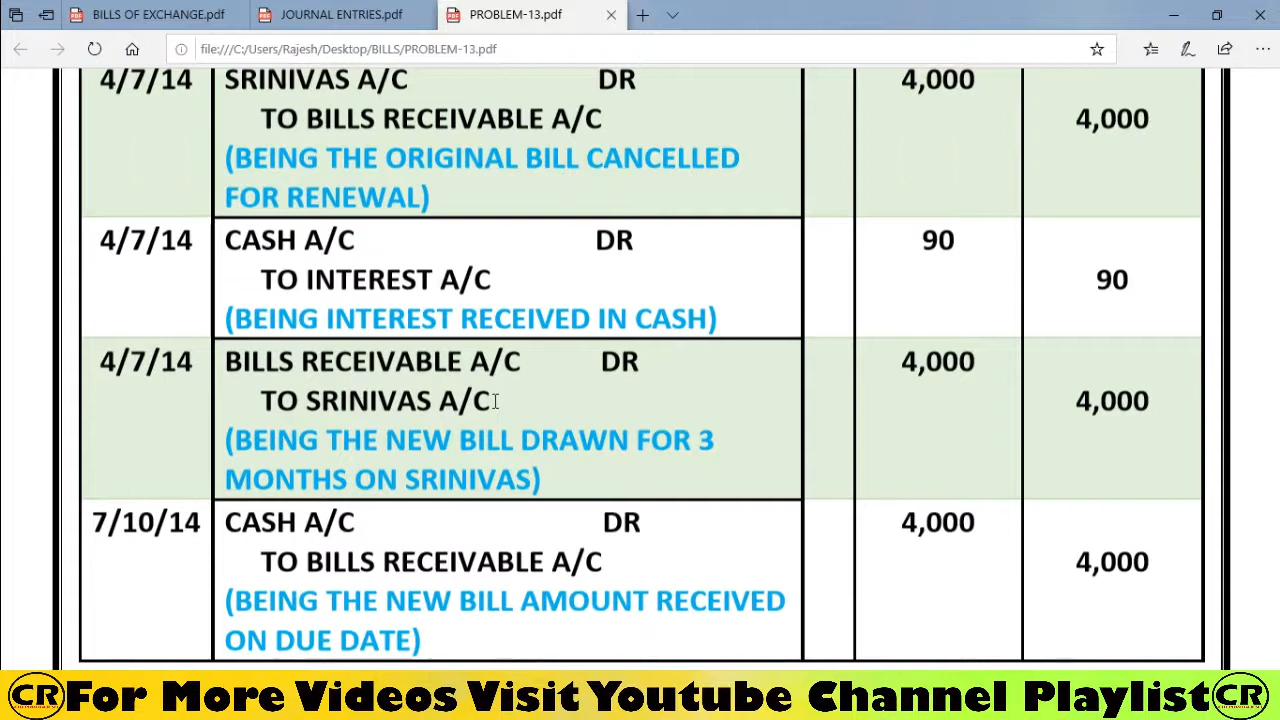 BILLS OF EXCHANGE.pdf
JOURNAL ENTRIES.pdf
PROBLEM-13.pdf
file:///C:/Users/Rajesh/Desktop/BILLS/PROBLEM-13.pdf
4/7/14 SRINIVAS A/C DR 4,000
TO BILLS RECEIVABLE A/C 4,000
(BEING THE ORIGINAL BILL CANCELLED
FOR RENEWAL)
4/7/14 CASH A/C DR 90
TO INTEREST A/C 90
(BEING INTEREST RECEIVED IN CASH)
4/7/14 BILLS RECEIVABLE A/C DR 4,000
TO SRINIVAS A/C 4,000
(BEING THE NEW BILL DRAWN FOR 3
MONTHS ON SRINIVAS)
7/10/14 CASH A/C DR 4,000
TO BILLS RECEIVABLE A/C 4,000
(BEING THE NEW BILL AMOUNT RECEIVED
ON DUE DATE)
CR For More Videos Visit Youtube Channel Playlist CR